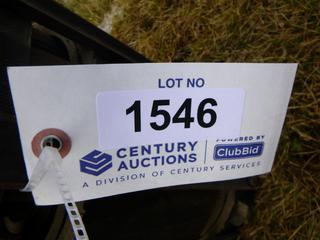 LOT NO
1546
CENTURY AUCTIONS
POWERED BY
ClubBid
A DIVISION OF CENTURY SERVICES